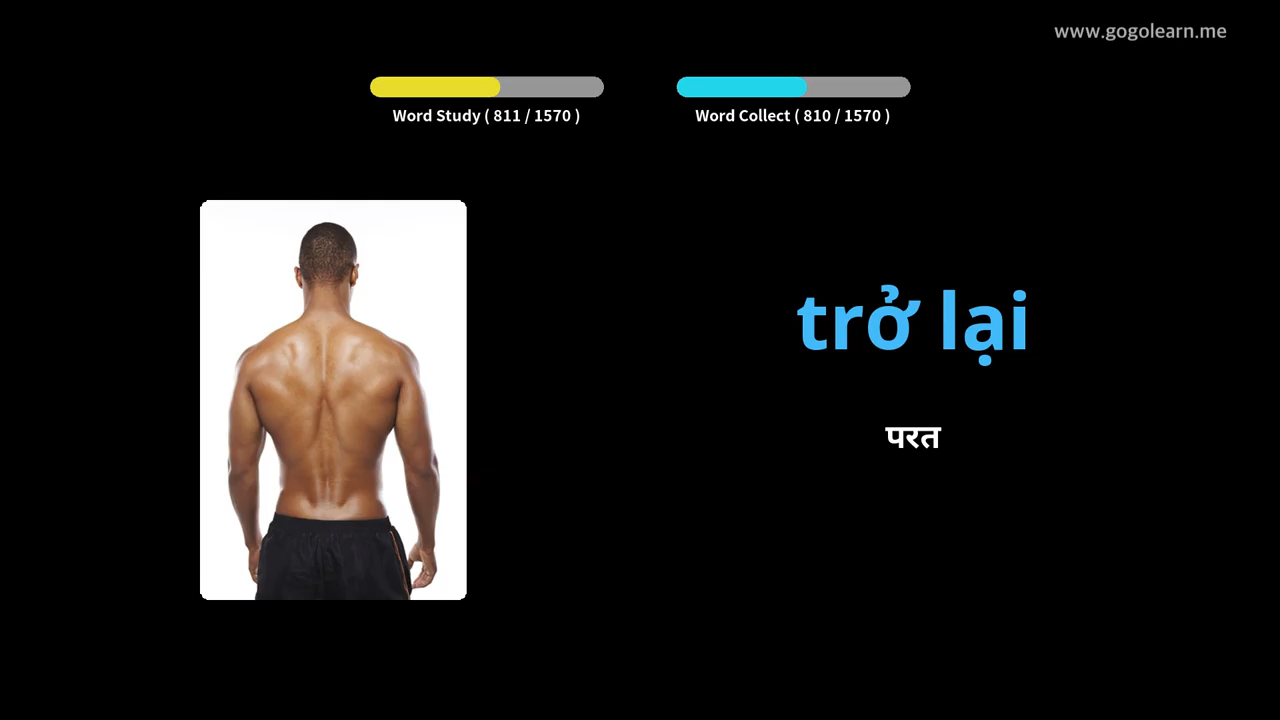 www.gogolearn.me
Word Study ( 811 / 1570 )
Word Collect ( 810 / 1570 )
trở lại
परत